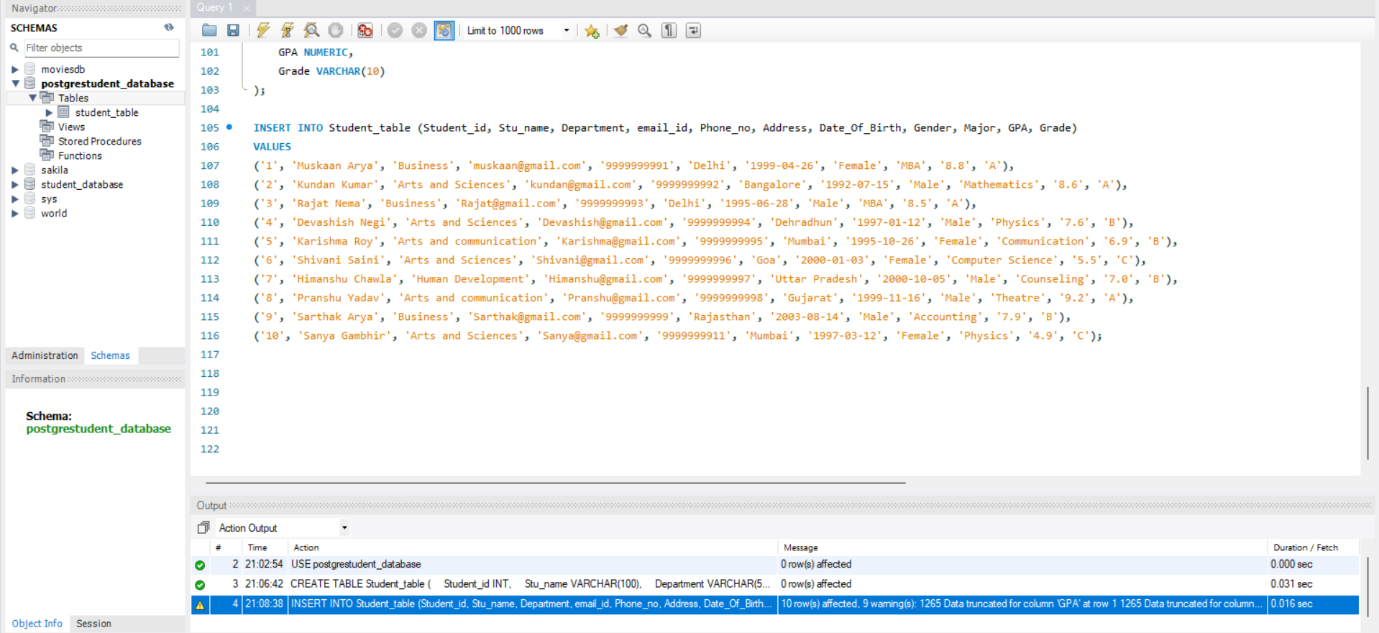 Navigator
SCHEMAS
Filter objects
moviesdb
postgrestudent_database
Tables
student_table
Views
Stored Procedures
Functions
sakila
student_database
sys
world
Administration Schemas
Information
Schema:
postgrestudent_database
Object Info Session
Query 1
Limit to 1000 rows
101 GPA NUMERIC,
102 Grade VARCHAR(10)
103 );
104
105 INSERT INTO Student_table (Student_id, Stu_name, Department, email_id, Phone_no, Address, Date_Of_Birth, Gender, Major, GPA, Grade)
106 VALUES
107 ('1', 'Muskaan Arya', 'Business', 'muskaan@gmail.com', '9999999991', 'Delhi', '1999-04-26', 'Female', 'MBA', '8.8', 'A'),
108 ('2', 'Kundan Kumar', 'Arts and Sciences', 'kundan@gmail.com', '9999999992', 'Bangalore', '1992-07-15', 'Male', 'Mathematics', '8.6', 'A'),
109 ('3', 'Rajat Nema', 'Business', 'Rajat@gmail.com', '9999999993', 'Delhi', '1995-06-28', 'Male', 'MBA', '8.5', 'A'),
110 ('4', 'Devashish Negi', 'Arts and Sciences', 'Devashish@gmail.com', '9999999994', 'Dehradhun', '1997-01-12', 'Male', 'Physics', '7.6', 'B'),
111 ('5', 'Karishma Roy', 'Arts and communication', 'Karishma@gmail.com', '9999999995', 'Mumbai', '1995-10-26', 'Female', 'Communication', '6.9', 'B'),
112 ('6', 'Shivani Saini', 'Arts and Sciences', 'Shivani@gmail.com', '9999999996', 'Goa', '2000-01-03', 'Female', 'Computer Science', '5.5', 'C'),
113 ('7', 'Himanshu Chawla', 'Human Development', 'Himanshu@gmail.com', '9999999997', 'Uttar Pradesh', '2000-10-05', 'Male', 'Counseling', '7.0', 'B'),
114 ('8', 'Pranshu Yadav', 'Arts and communication', 'Pranshu@gmail.com', '9999999998', 'Gujarat', '1999-11-16', 'Male', 'Theatre', '9.2', 'A'),
115 ('9', 'Sarthak Arya', 'Business', 'Sarthak@gmail.com', '9999999999', 'Rajasthan', '2003-08-14', 'Male', 'Accounting', '7.9', 'B'),
116 ('10', 'Sanya Gambhir', 'Arts and Sciences', 'Sanya@gmail.com', '9999999911', 'Mumbai', '1997-03-12', 'Female', 'Physics', '4.9', 'C');
117
118
119
120
121
122
Output
Action Output
# Time Action Message Duration / Fetch
2 21:02:54 USE postgrestudent_database 0 row(s) affected 0.000 sec
3 21:06:42 CREATE TABLE Student_table ( Student_id INT, Stu_name VARCHAR(100), Department VARCHAR(5... 0 row(s) affected 0.031 sec
4 21:08:38 INSERT INTO Student_table (Student_id, Stu_name, Department, email_id, Phone_no, Address, Date_Of_Birth... 10 row(s) affected, 9 warning(s): 1265 Data truncated for column 'GPA' at row 1 1265 Data truncated for column... 0.016 sec